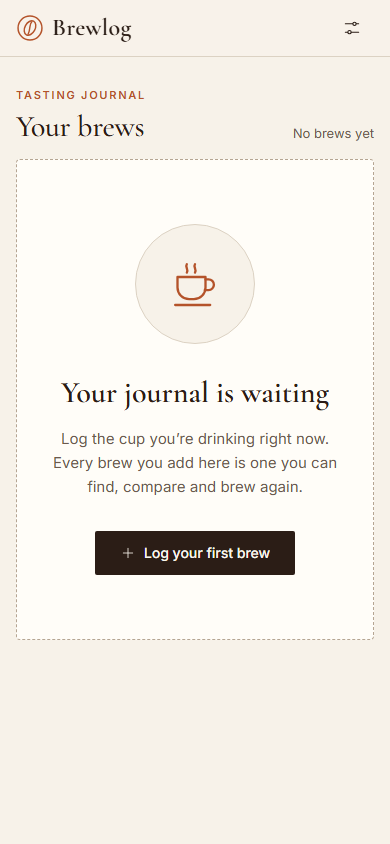 Brewlog
TASTING JOURNAL
Your brews
No brews yet
Your journal is waiting
Log the cup you’re drinking right now.
Every brew you add here is one you can
find, compare and brew again.
Log your first brew